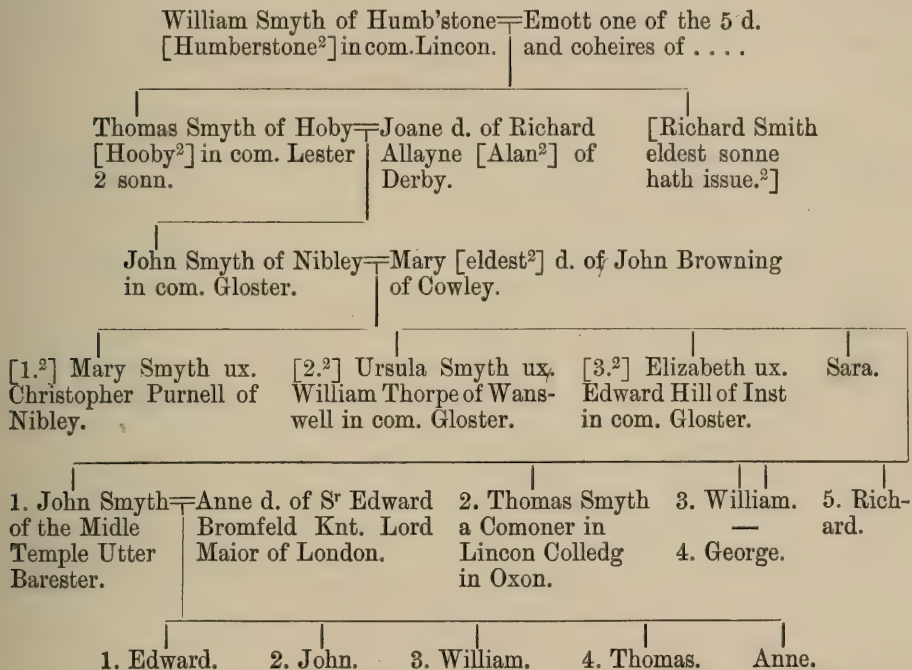 William Smyth of Humb'stone=Emott one of the 5 d.
[Humberstone²] in com. Lincon. and coheires of . . . .
Thomas Smyth of Hoby=Joane d. of Richard [Richard Smith
[Hooby²] in com. Lester Allayne [Alan²] of eldest sonne
2 sonn. Derby. hath issue.²]
John Smyth of Nibley=Mary [eldest²] d. of John Browning
in com. Gloster. of Cowley.
[1.²] Mary Smyth ux. [2.²] Ursula Smyth ux. [3.²] Elizabeth ux. Sara.
Christopher Purnell of William Thorpe of Wans- Edward Hill of Inst
Nibley. well in com. Gloster. in com. Gloster.
1. John Smyth=Anne d. of Sʳ Edward 2. Thomas Smyth 3. William. 5. Rich-
of the Midle Bromfeld Knt. Lord a Comoner in — ard.
Temple Utter Maior of London. Lincon Colledg 4. George.
Barester. in Oxon.
1. Edward. 2. John. 3. William. 4. Thomas. Anne.